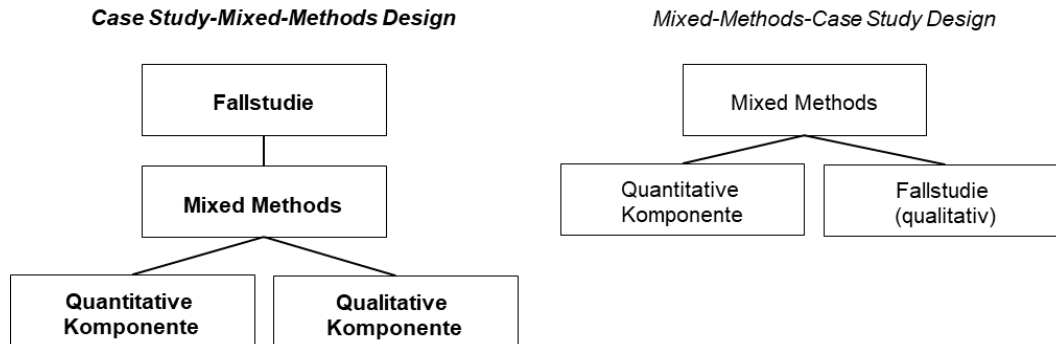 Case Study-Mixed-Methods Design
Fallstudie
Mixed Methods
Quantitative
Komponente
Qualitative
Komponente
Mixed-Methods-Case Study Design
Mixed Methods
Quantitative
Komponente
Fallstudie
(qualitativ)